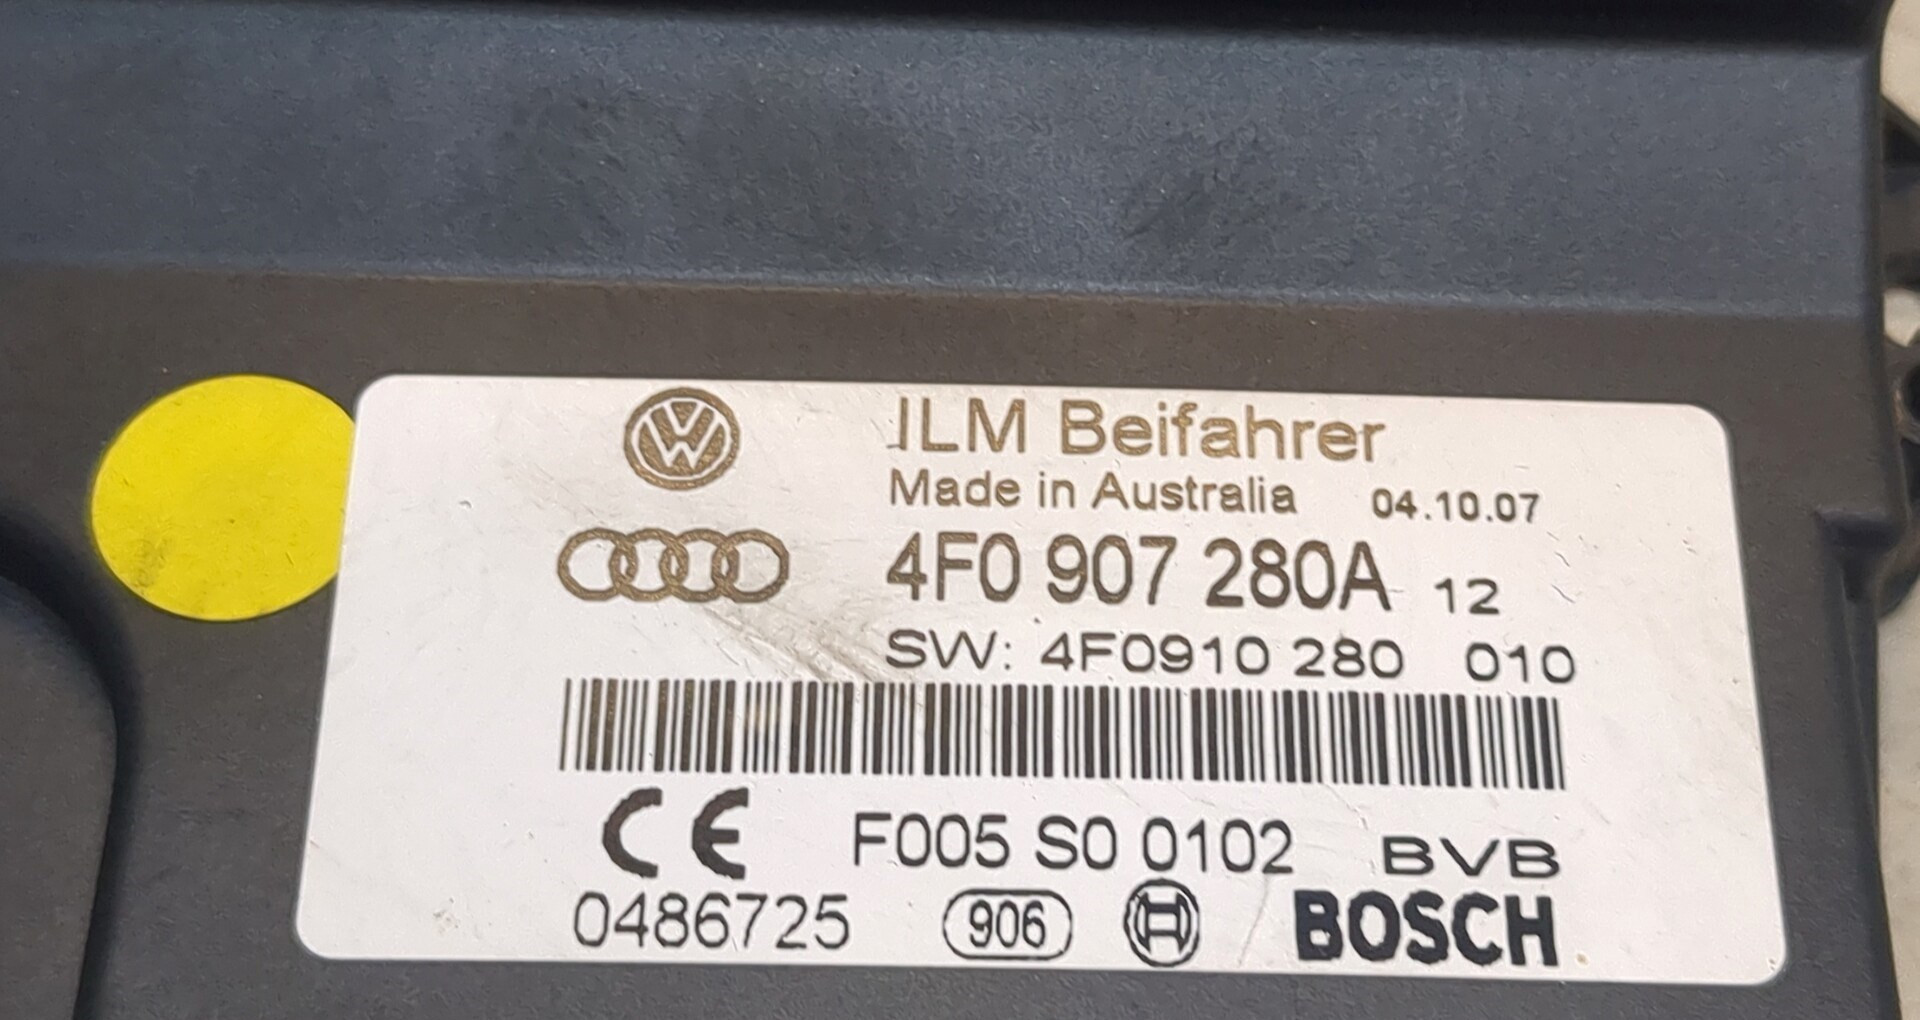 ILM Beifahrer
Made in Australia 04.10.07
4F0 907 280A 12
SW: 4F0910 280 010
CE F005 S0 0102 BVB
0486725 906 BOSCH